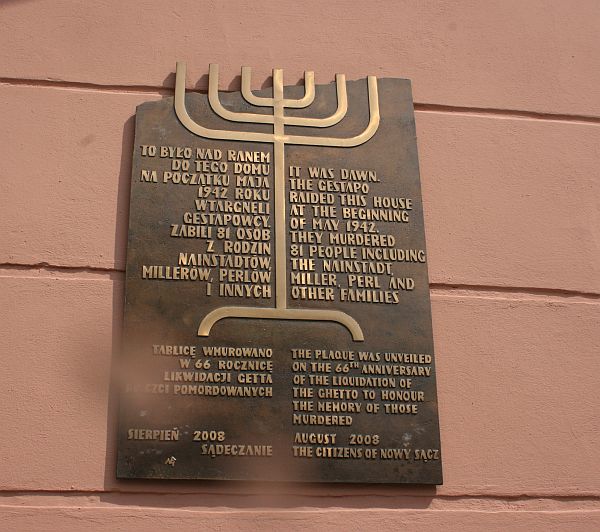 TO BYŁO NAD RANEM
DO TEGO DOMU
NA POCZĄTKU MAJA
1942 ROKU
WTARGNĘLI
GESTAPOWCY
ZABILI 81 OSÓB
Z RODZIN
NAINSTADTÓW,
MILLERÓW, PERLÓW
I INNYCH
IT WAS DAWN.
THE GESTAPO
RAIDED THIS HOUSE
AT THE BEGINNING
OF MAY 1942.
THEY MURDERED
81 PEOPLE INCLUDING
THE NAINSTADT,
MILLER, PERL AND
OTHER FAMILIES
TABLICĘ WMUROWANO
W 66 ROCZNICĘ
LIKWIDACJI GETTA
CZCI POMORDOWANYCH
SIERPIEŃ 2008
SĄDECZANIE
THE PLAQUE WAS UNVEILED
ON THE 66TH ANNIVERSARY
OF THE LIQUIDATION OF
THE GHETTO TO HONOUR
THE MEMORY OF THOSE
MURDERED
AUGUST 2008
THE CITIZENS OF NOWY SĄCZ